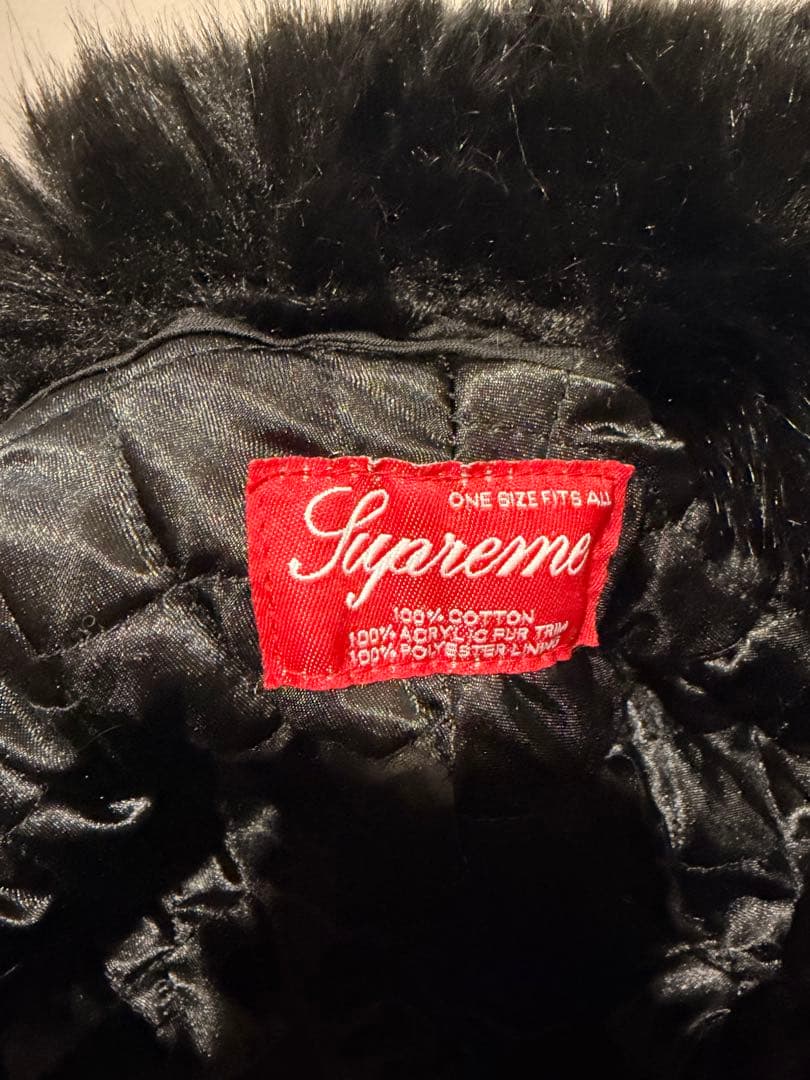 ONE SIZE FITS ALL
Supreme
100% COTTON
100% ACRYLIC FUR TRIM
100% POLYESTER LINING